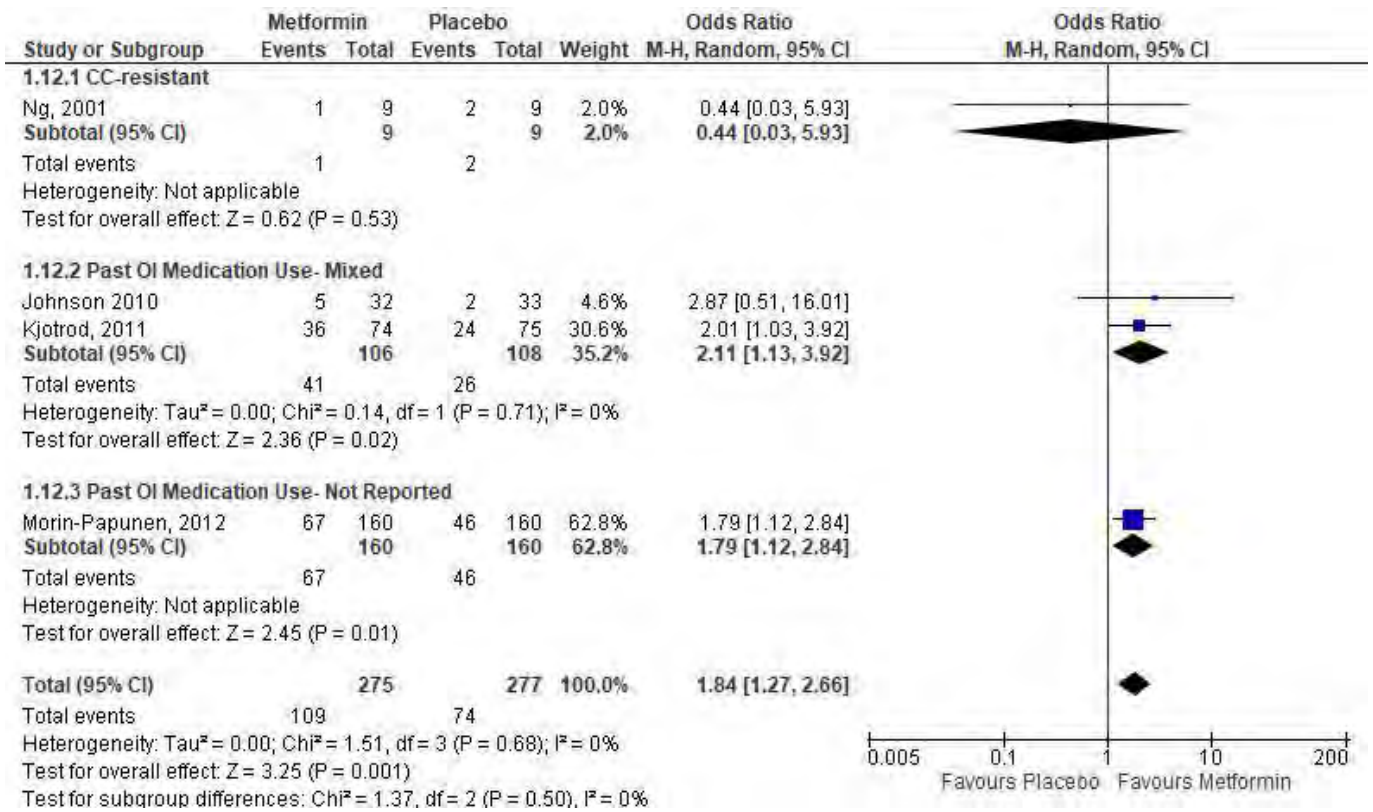 Metformin Placebo Odds Ratio Odds Ratio
Study or Subgroup Events Total Events Total Weight M-H, Random, 95% CI M-H, Random, 95% CI
1.12.1 CC-resistant
Ng, 2001 1 9 2 9 2.0% 0.44 [0.03, 5.93]
Subtotal (95% CI) 9 9 2.0% 0.44 [0.03, 5.93]
Total events 1 2
Heterogeneity: Not applicable
Test for overall effect: Z = 0.62 (P = 0.53)
1.12.2 Past OI Medication Use- Mixed
Johnson 2010 5 32 2 33 4.6% 2.87 [0.51, 16.01]
Kjotrod, 2011 36 74 24 75 30.6% 2.01 [1.03, 3.92]
Subtotal (95% CI) 106 108 35.2% 2.11 [1.13, 3.92]
Total events 41 26
Heterogeneity: Tau² = 0.00; Chi² = 0.14, df = 1 (P = 0.71); I² = 0%
Test for overall effect: Z = 2.36 (P = 0.02)
1.12.3 Past OI Medication Use- Not Reported
Morin-Papunen, 2012 67 160 46 160 62.8% 1.79 [1.12, 2.84]
Subtotal (95% CI) 160 160 62.8% 1.79 [1.12, 2.84]
Total events 67 46
Heterogeneity: Not applicable
Test for overall effect: Z = 2.45 (P = 0.01)
Total (95% CI) 275 277 100.0% 1.84 [1.27, 2.66]
Total events 109 74
Heterogeneity: Tau² = 0.00; Chi² = 1.51, df = 3 (P = 0.68); I² = 0%
Test for overall effect: Z = 3.25 (P = 0.001)
Test for subgroup differences: Chi² = 1.37, df = 2 (P = 0.50), I² = 0%
0.005 0.1 1 10 200
Favours Placebo Favours Metformin